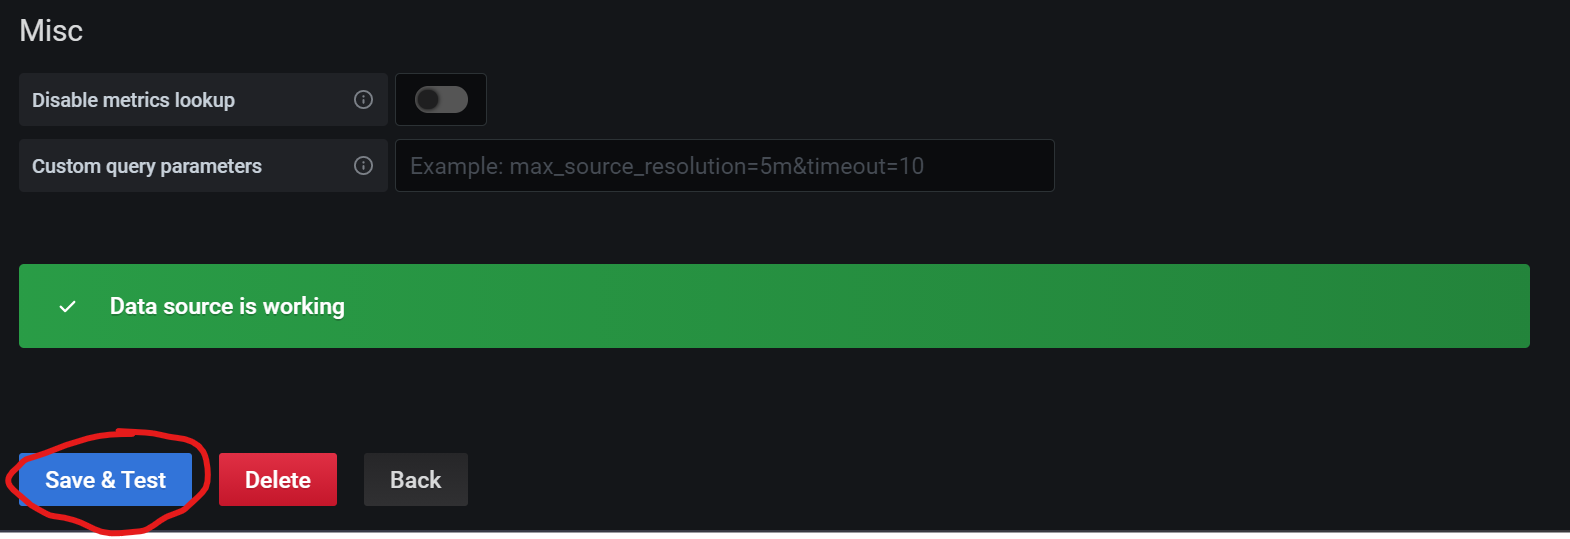 Misc
Disable metrics lookup
Custom query parameters Example: max_source_resolution=5m&timeout=10
Data source is working
Save & Test Delete Back